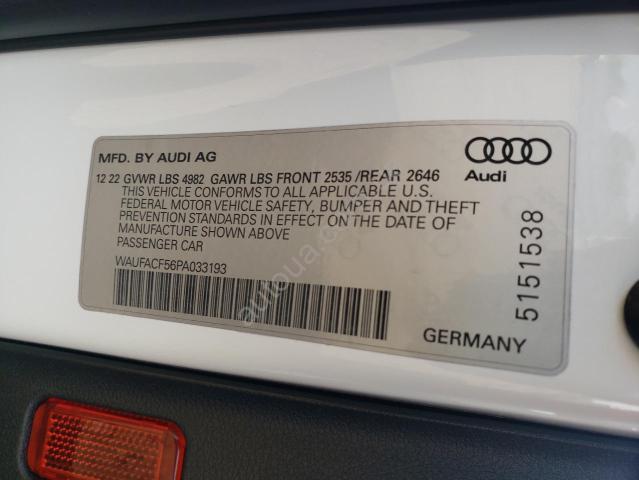 MFD. BY AUDI AG
Audi
12 22 GVWR LBS 4982 GAWR LBS FRONT 2535 /REAR 2646
THIS VEHICLE CONFORMS TO ALL APPLICABLE U.S.
FEDERAL MOTOR VEHICLE SAFETY, BUMPER AND THEFT
PREVENTION STANDARDS IN EFFECT ON THE DATE OF
MANUFACTURE SHOWN ABOVE
PASSENGER CAR
WAUFACF56PA033193
5151538
GERMANY
autoua.com